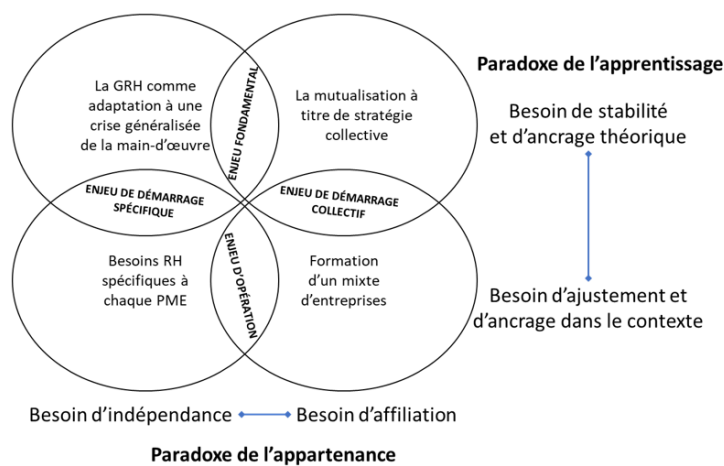 Paradoxe de l'apprentissage
La GRH comme
adaptation à une
crise généralisée
de la main-d'œuvre
ENJEU FONDAMENTAL
La mutualisation à
titre de stratégie
collective
Besoin de stabilité
et d'ancrage théorique
ENJEU DE DÉMARRAGE
SPÉCIFIQUE
ENJEU DE DÉMARRAGE
COLLECTIF
Besoins RH
spécifiques à
chaque PME
ENJEU D'OPÉRATION
Formation
d'un mixte
d'entreprises
Besoin d'ajustement et
d'ancrage dans le contexte
Besoin d'indépendance
Besoin d'affiliation
Paradoxe de l'appartenance